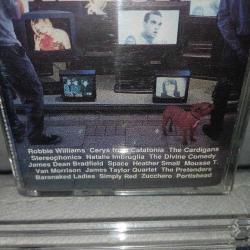 Robbie Williams Cerys from Catatonia The Cardigans
Stereophonics Natalie Imbruglia The Divine Comedy
James Dean Bradfield Space Heather Small Mousse T.
Van Morrison James Taylor Quartet The Pretenders
Barenaked Ladies Simply Red Zucchero Portishead